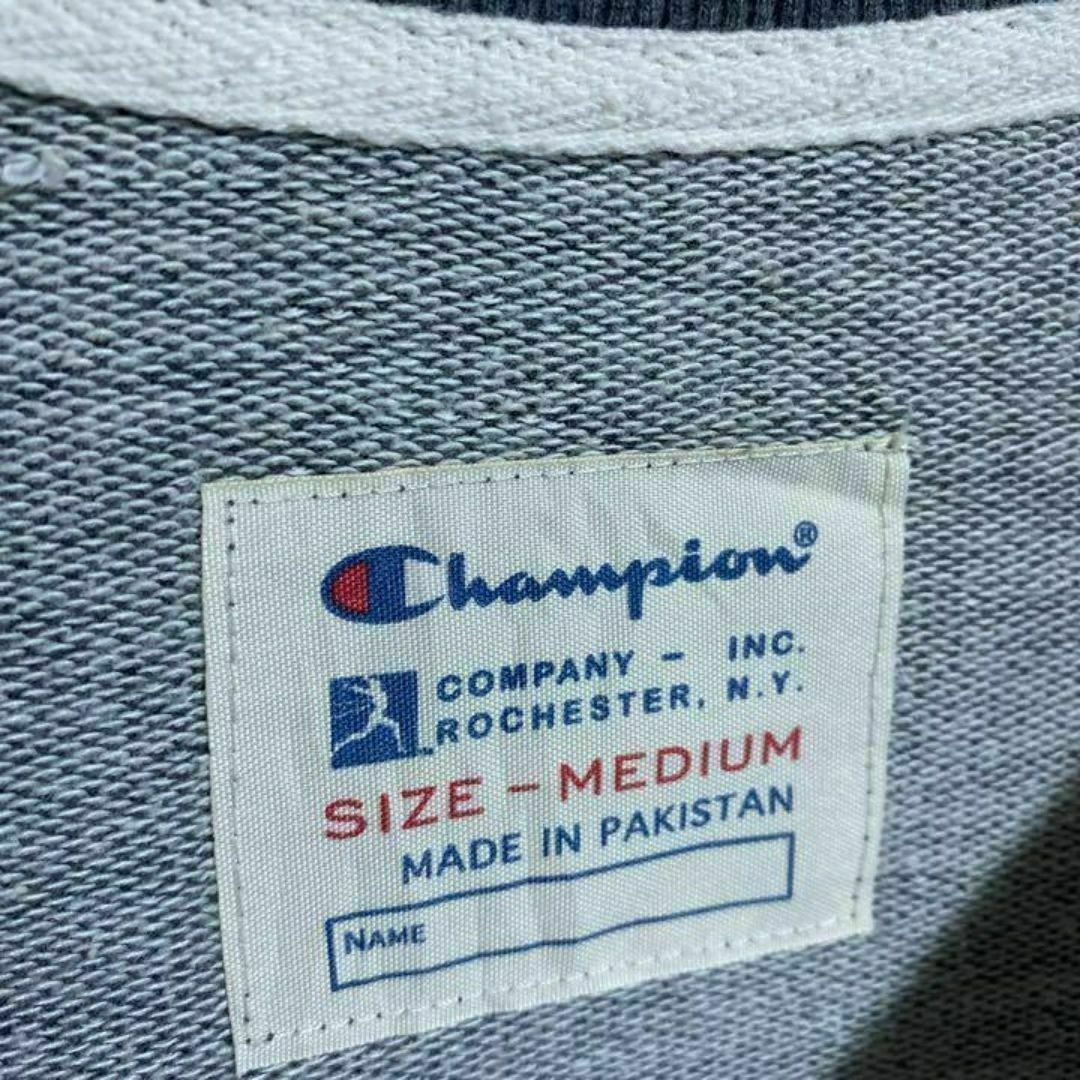 Champion®
COMPANY – INC.
ROCHESTER, N.Y.
SIZE – MEDIUM
MADE IN PAKISTAN
NAME